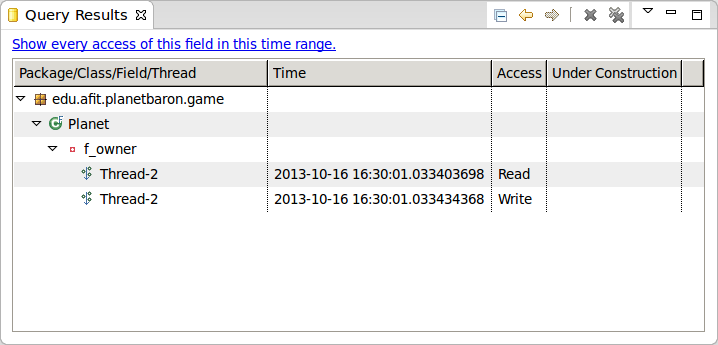 Query Results
Show every access of this field in this time range.
Package/Class/Field/Thread Time Access Under Construction
edu.afit.planetbaron.game
Planet
f_owner
Thread-2 2013-10-16 16:30:01.033403698 Read
Thread-2 2013-10-16 16:30:01.033434368 Write